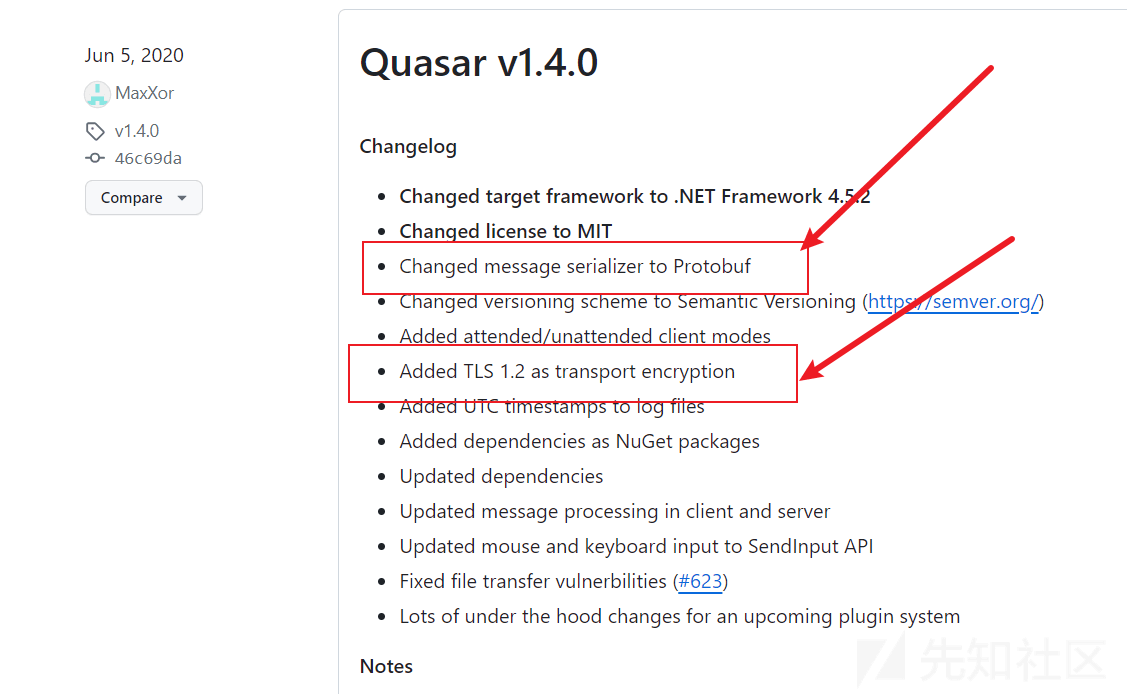 Jun 5, 2020
MaxXor
v1.4.0
46c69da
Compare
Quasar v1.4.0
Changelog
Changed target framework to .NET Framework 4.5.2
Changed license to MIT
Changed message serializer to Protobuf
Changed versioning scheme to Semantic Versioning (https://semver.org/)
Added attended/unattended client modes
Added TLS 1.2 as transport encryption
Added UTC timestamps to log files
Added dependencies as NuGet packages
Updated dependencies
Updated message processing in client and server
Updated mouse and keyboard input to SendInput API
Fixed file transfer vulnerbilities (#623)
Lots of under the hood changes for an upcoming plugin system
Notes
先知社区